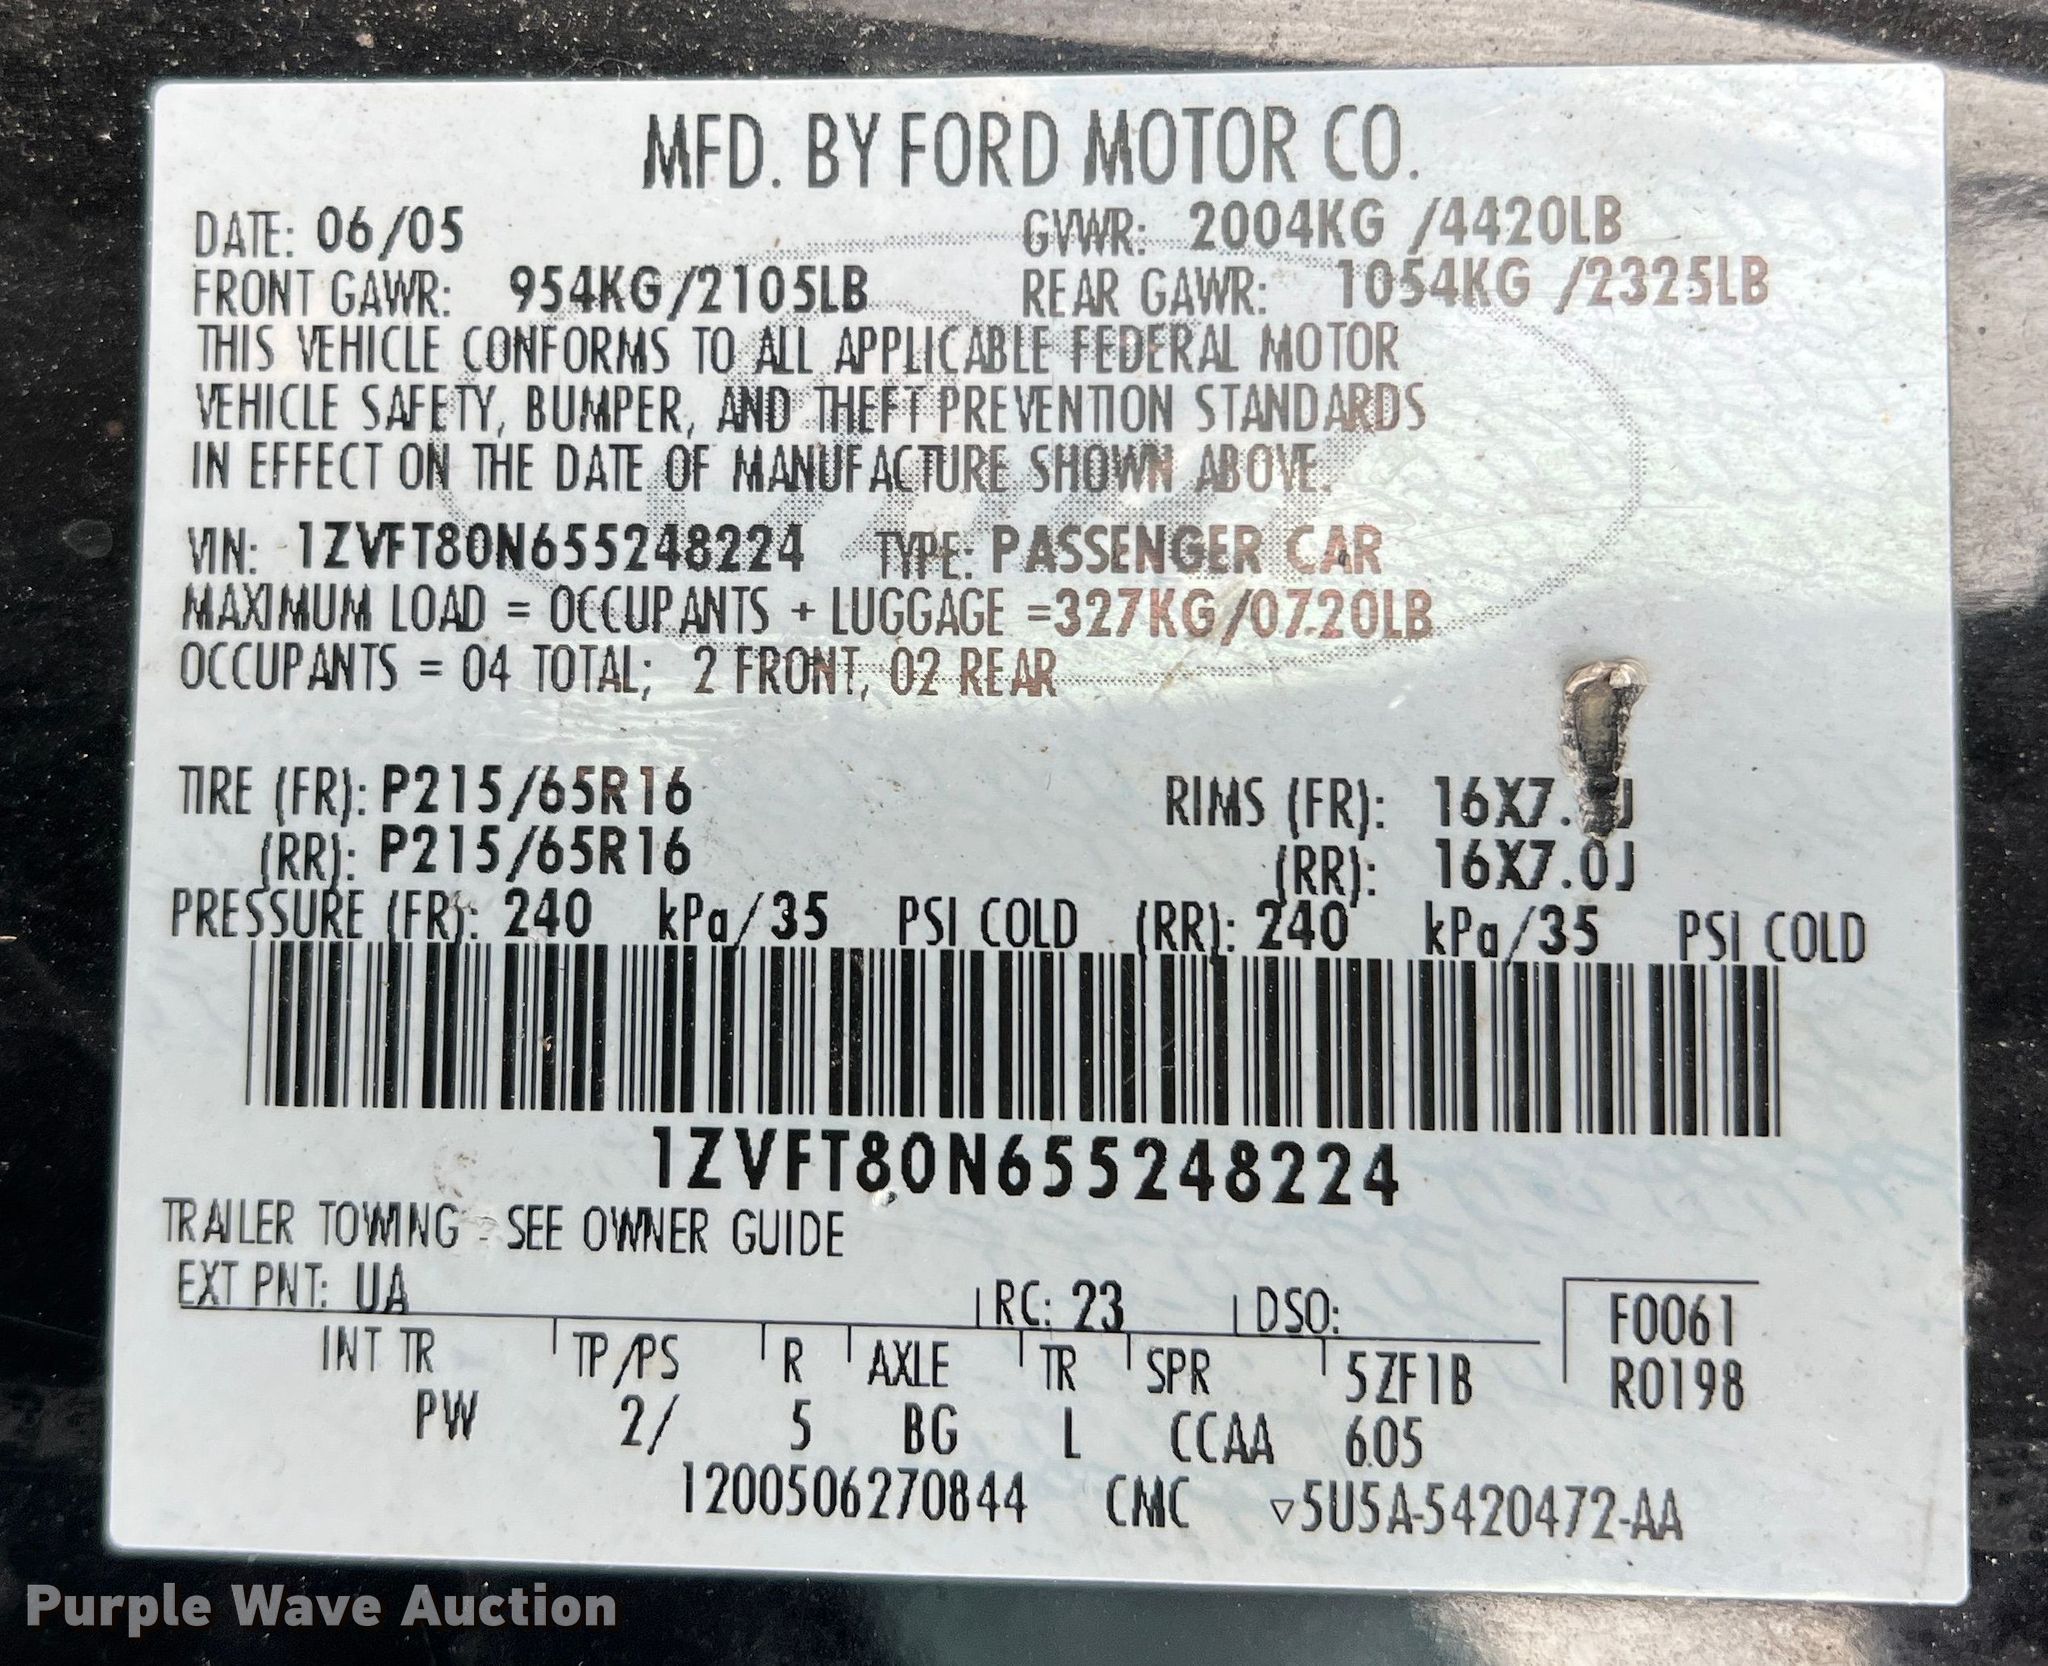 MFD. BY FORD MOTOR CO.
DATE: 06/05 GVWR: 2004KG /4420LB
FRONT GAWR: 954KG/2105LB REAR GAWR: 1054KG /2325LB
THIS VEHICLE CONFORMS TO ALL APPLICABLE FEDERAL MOTOR
VEHICLE SAFETY, BUMPER, AND THEFT PREVENTION STANDARDS
IN EFFECT ON THE DATE OF MANUFACTURE SHOWN ABOVE.
VIN: 1ZVFT80N655248224 TYPE: PASSENGER CAR
MAXIMUM LOAD = OCCUPANTS + LUGGAGE =327KG/0720LB
OCCUPANTS = 04 TOTAL; 2 FRONT, 02 REAR
TIRE (FR): P215/65R16 RIMS (FR): 16X7. J
(RR): P215/65R16 (RR): 16X7.0J
PRESSURE (FR): 240 kPa/35 PSI COLD (RR): 240 kPa/35 PSI COLD
1ZVFT80N655248224
TRAILER TOWING - SEE OWNER GUIDE
EXT PNT: UA RC: 23 DSO: F0061
INT TR TP/PS R AXLE TR SPR 5ZF1B R0198
PW 2/ 5 BG L CCAA 605
1200506270844 CMC ▽5U5A-5420472-AA
Purple Wave Auction